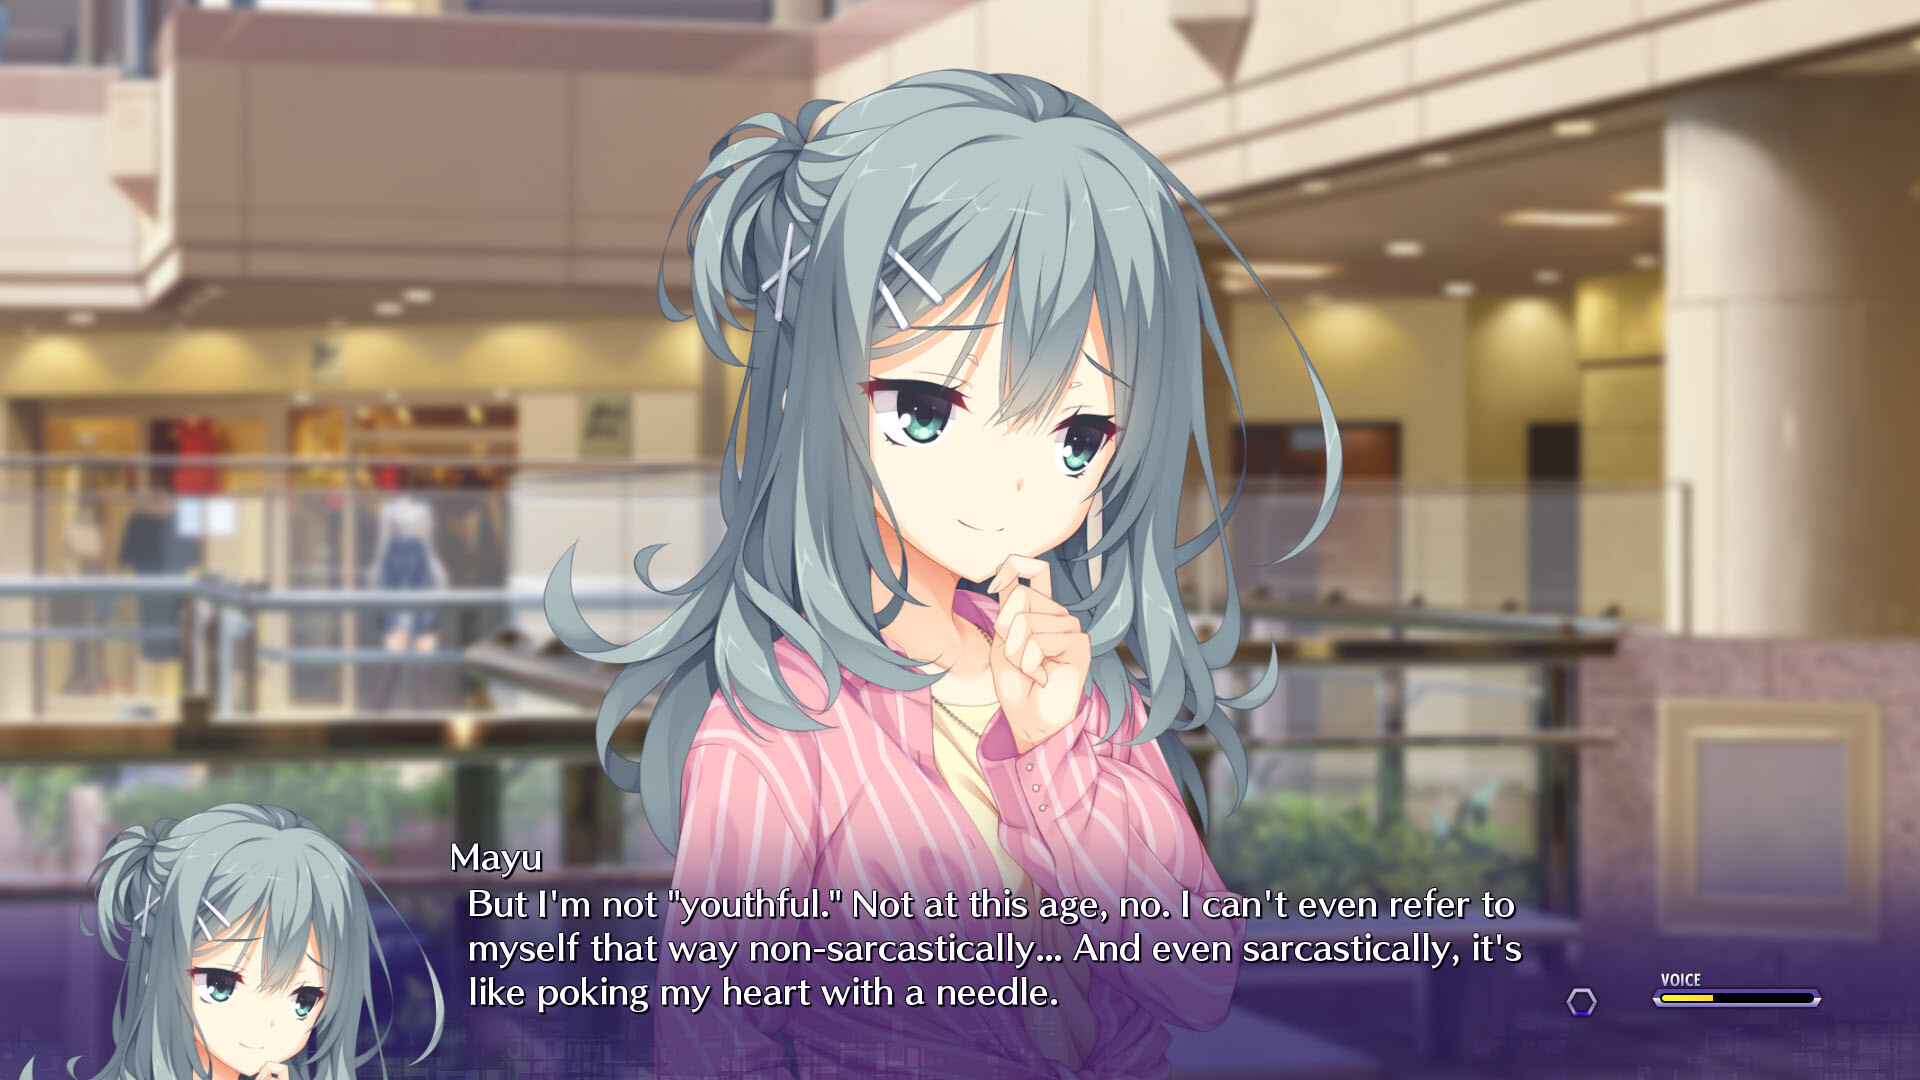 Mayu
But I'm not "youthful." Not at this age, no. I can't even refer to
myself that way non-sarcastically... And even sarcastically, it's
like poking my heart with a needle.
VOICE